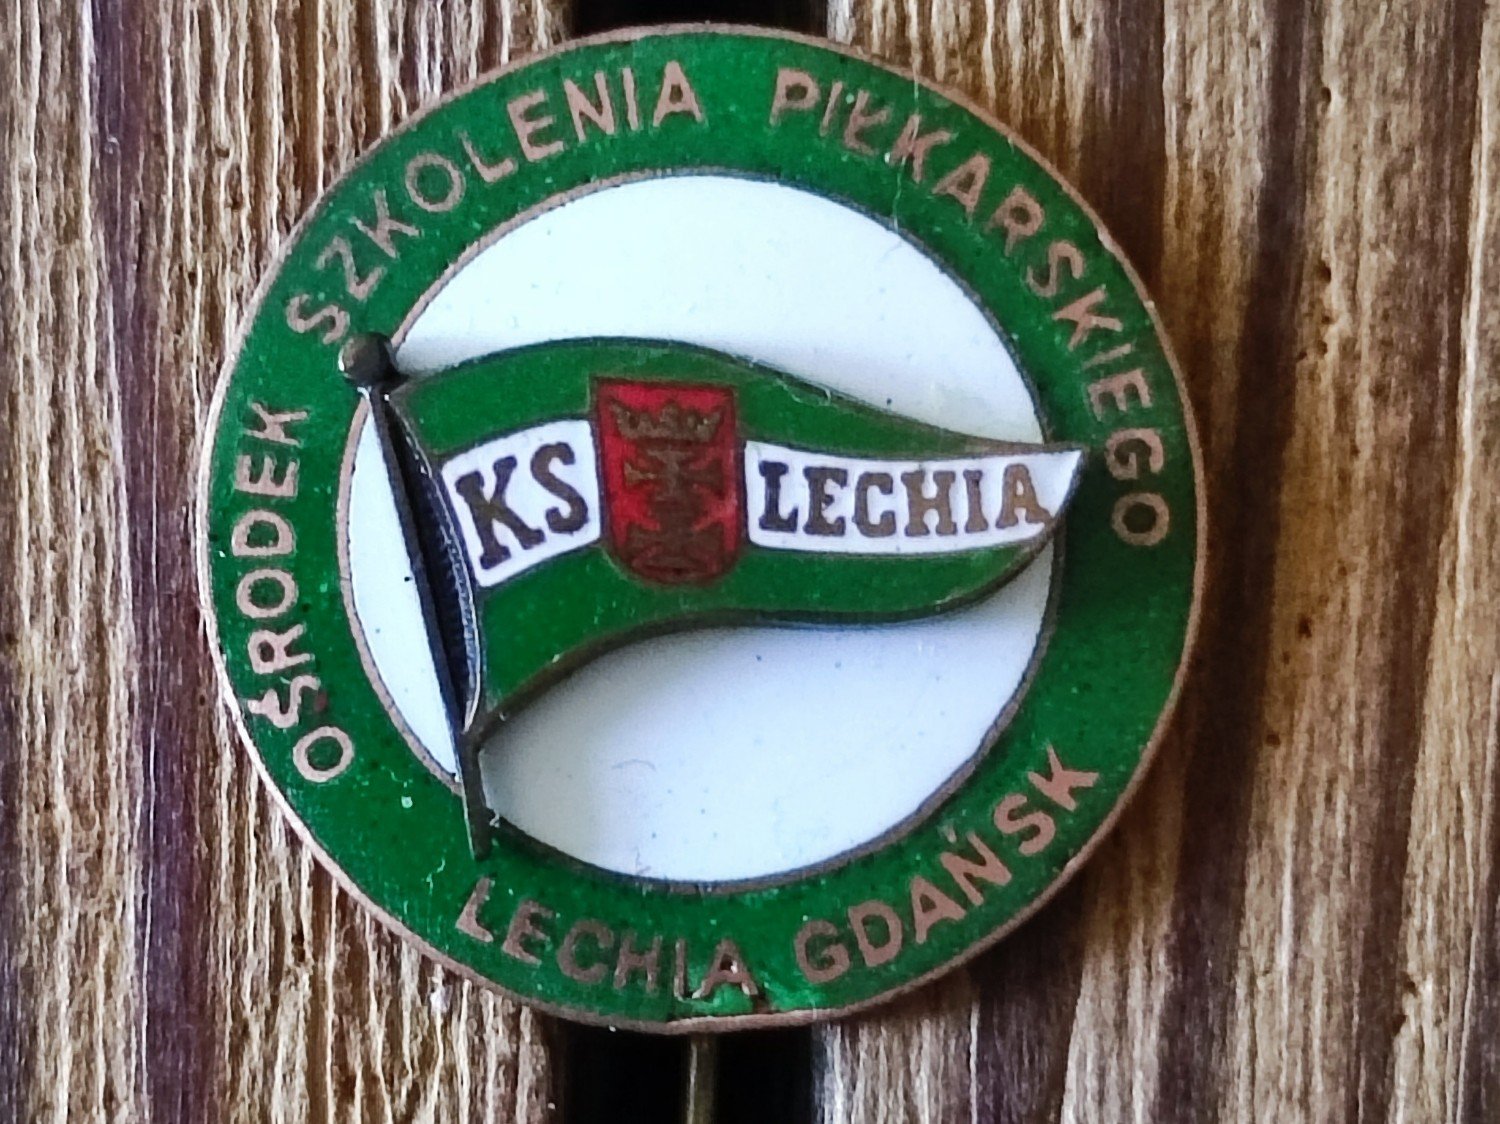 OŚRODEK SZKOLENIA PIŁKARSKIEGO
KS LECHIA
LECHIA GDAŃSK